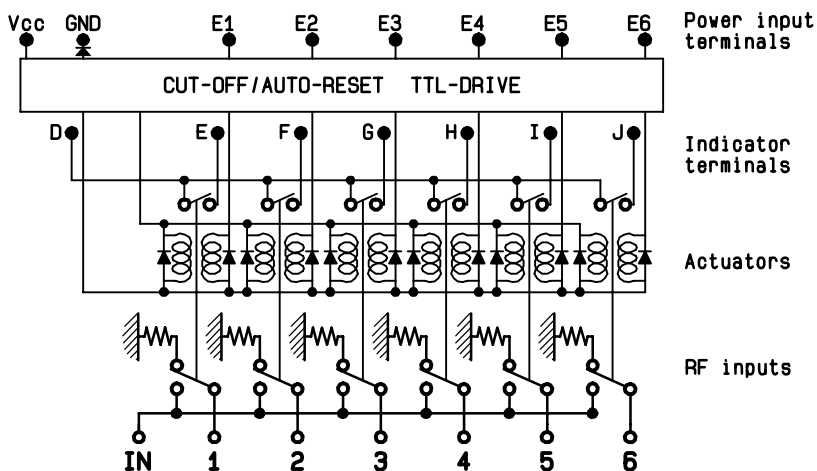 Vcc GND E1 E2 E3 E4 E5 E6 Power input
terminals
CUT-OFF/AUTO-RESET TTL-DRIVE
D E F G H I J Indicator
terminals
Actuators
RF inputs
IN 1 2 3 4 5 6